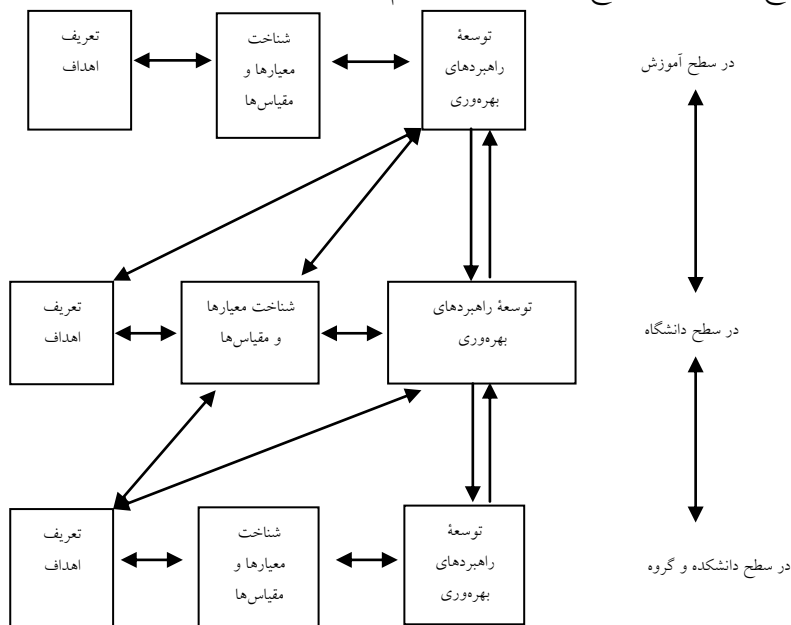 در سطح آموزش
توسعهٔ
راهبردهای
بهره‌وری
شناخت
معیارها و
مقیاس‌ها
تعریف
اهداف
در سطح دانشگاه
توسعهٔ راهبردهای
بهره‌وری
شناخت معیارها
و مقیاس‌ها
تعریف
اهداف
در سطح دانشکده و گروه
توسعهٔ
راهبردهای
بهره‌وری
شناخت
معیارها و
مقیاس‌ها
تعریف
اهداف